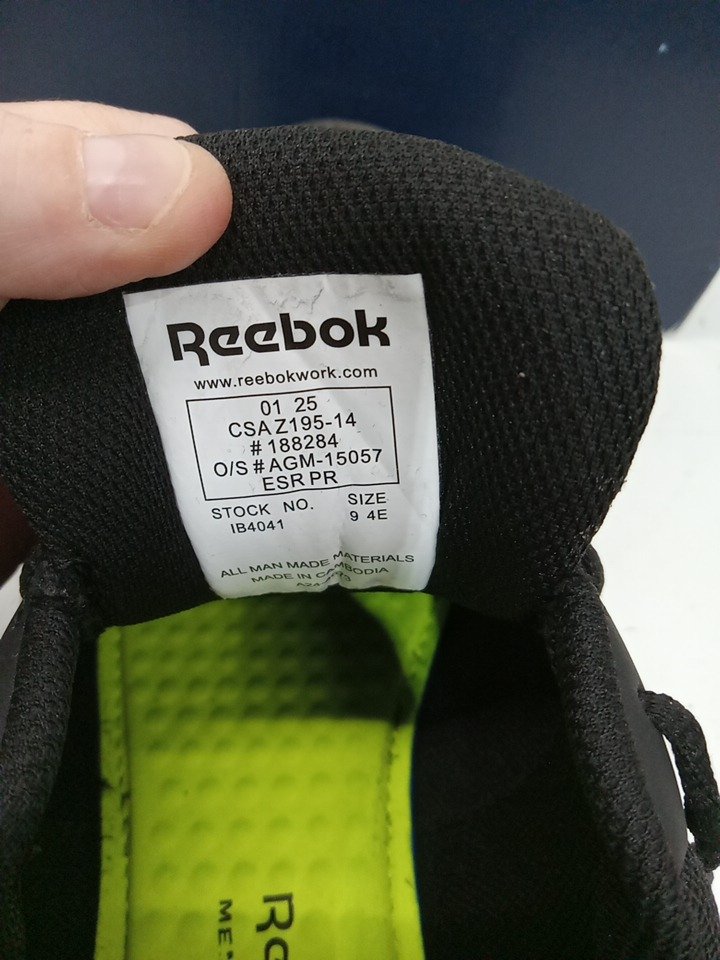 Reebok
www.reebokwork.com
01 25
CSA Z195-14
# 188284
O/S # AGM-15057
ESR PR
STOCK NO. SIZE
IB4041 9 4E
ALL MAN MADE MATERIALS
MADE IN CAMBODIA